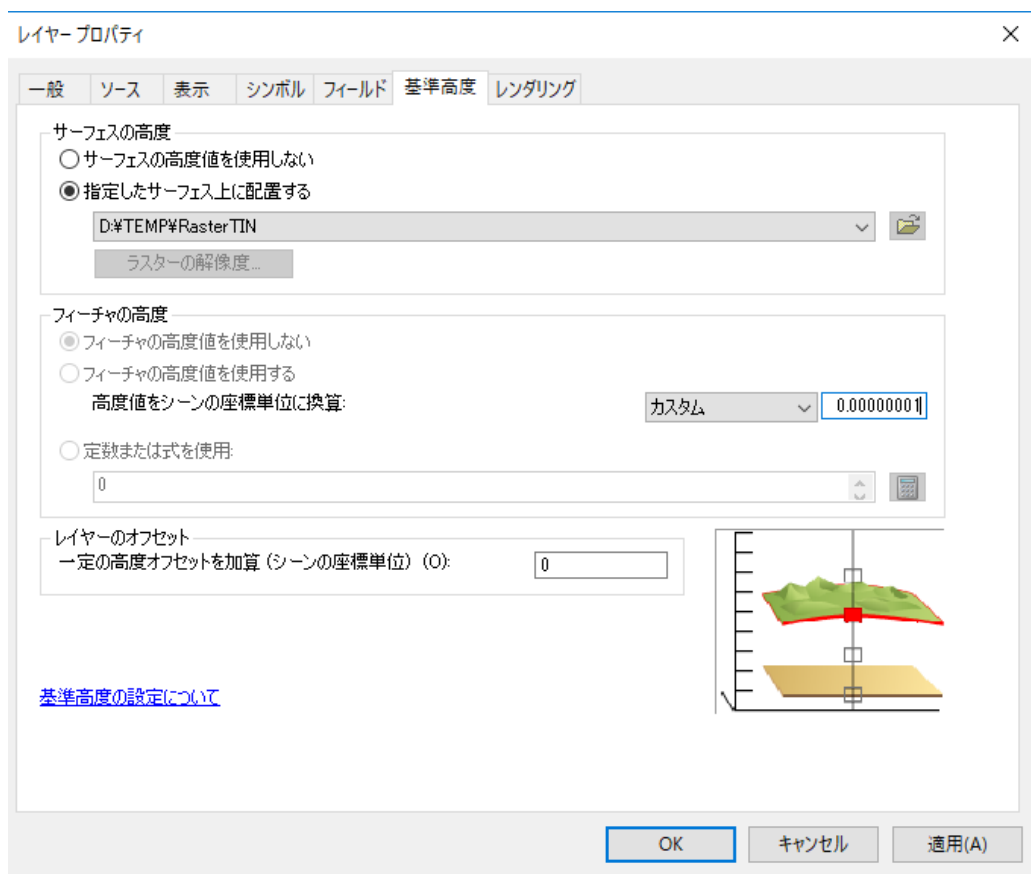 レイヤー プロパティ
一般 ソース 表示 シンボル フィールド 基準高度 レンダリング
サーフェスの高度
サーフェスの高度値を使用しない
指定したサーフェス上に配置する
D:¥TEMP¥RasterTIN
ラスターの解像度...
フィーチャの高度
フィーチャの高度値を使用しない
フィーチャの高度値を使用する
高度値をシーンの座標単位に換算: カスタム 0.00000001
定数または式を使用:
0
レイヤーのオフセット
一定の高度オフセットを加算 (シーンの座標単位) (O): 0
基準高度の設定について
OK キャンセル 適用(A)